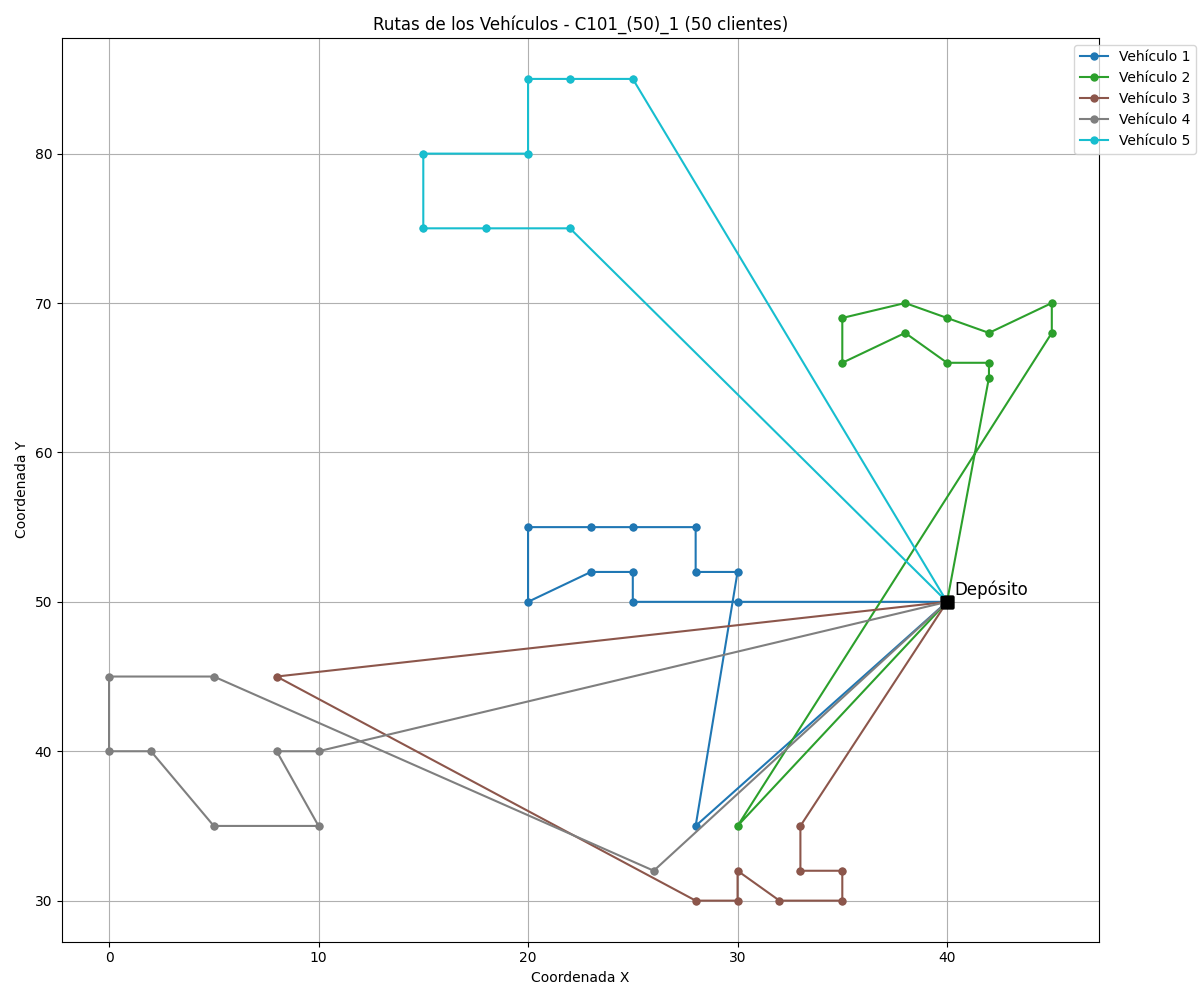 Rutas de los Vehículos - C101_(50)_1 (50 clientes)
Vehículo 1
Vehículo 2
Vehículo 3
Vehículo 4
Vehículo 5
80
70
60
50
40
30
Coordenada Y
Depósito
0
10
20
30
40
Coordenada X